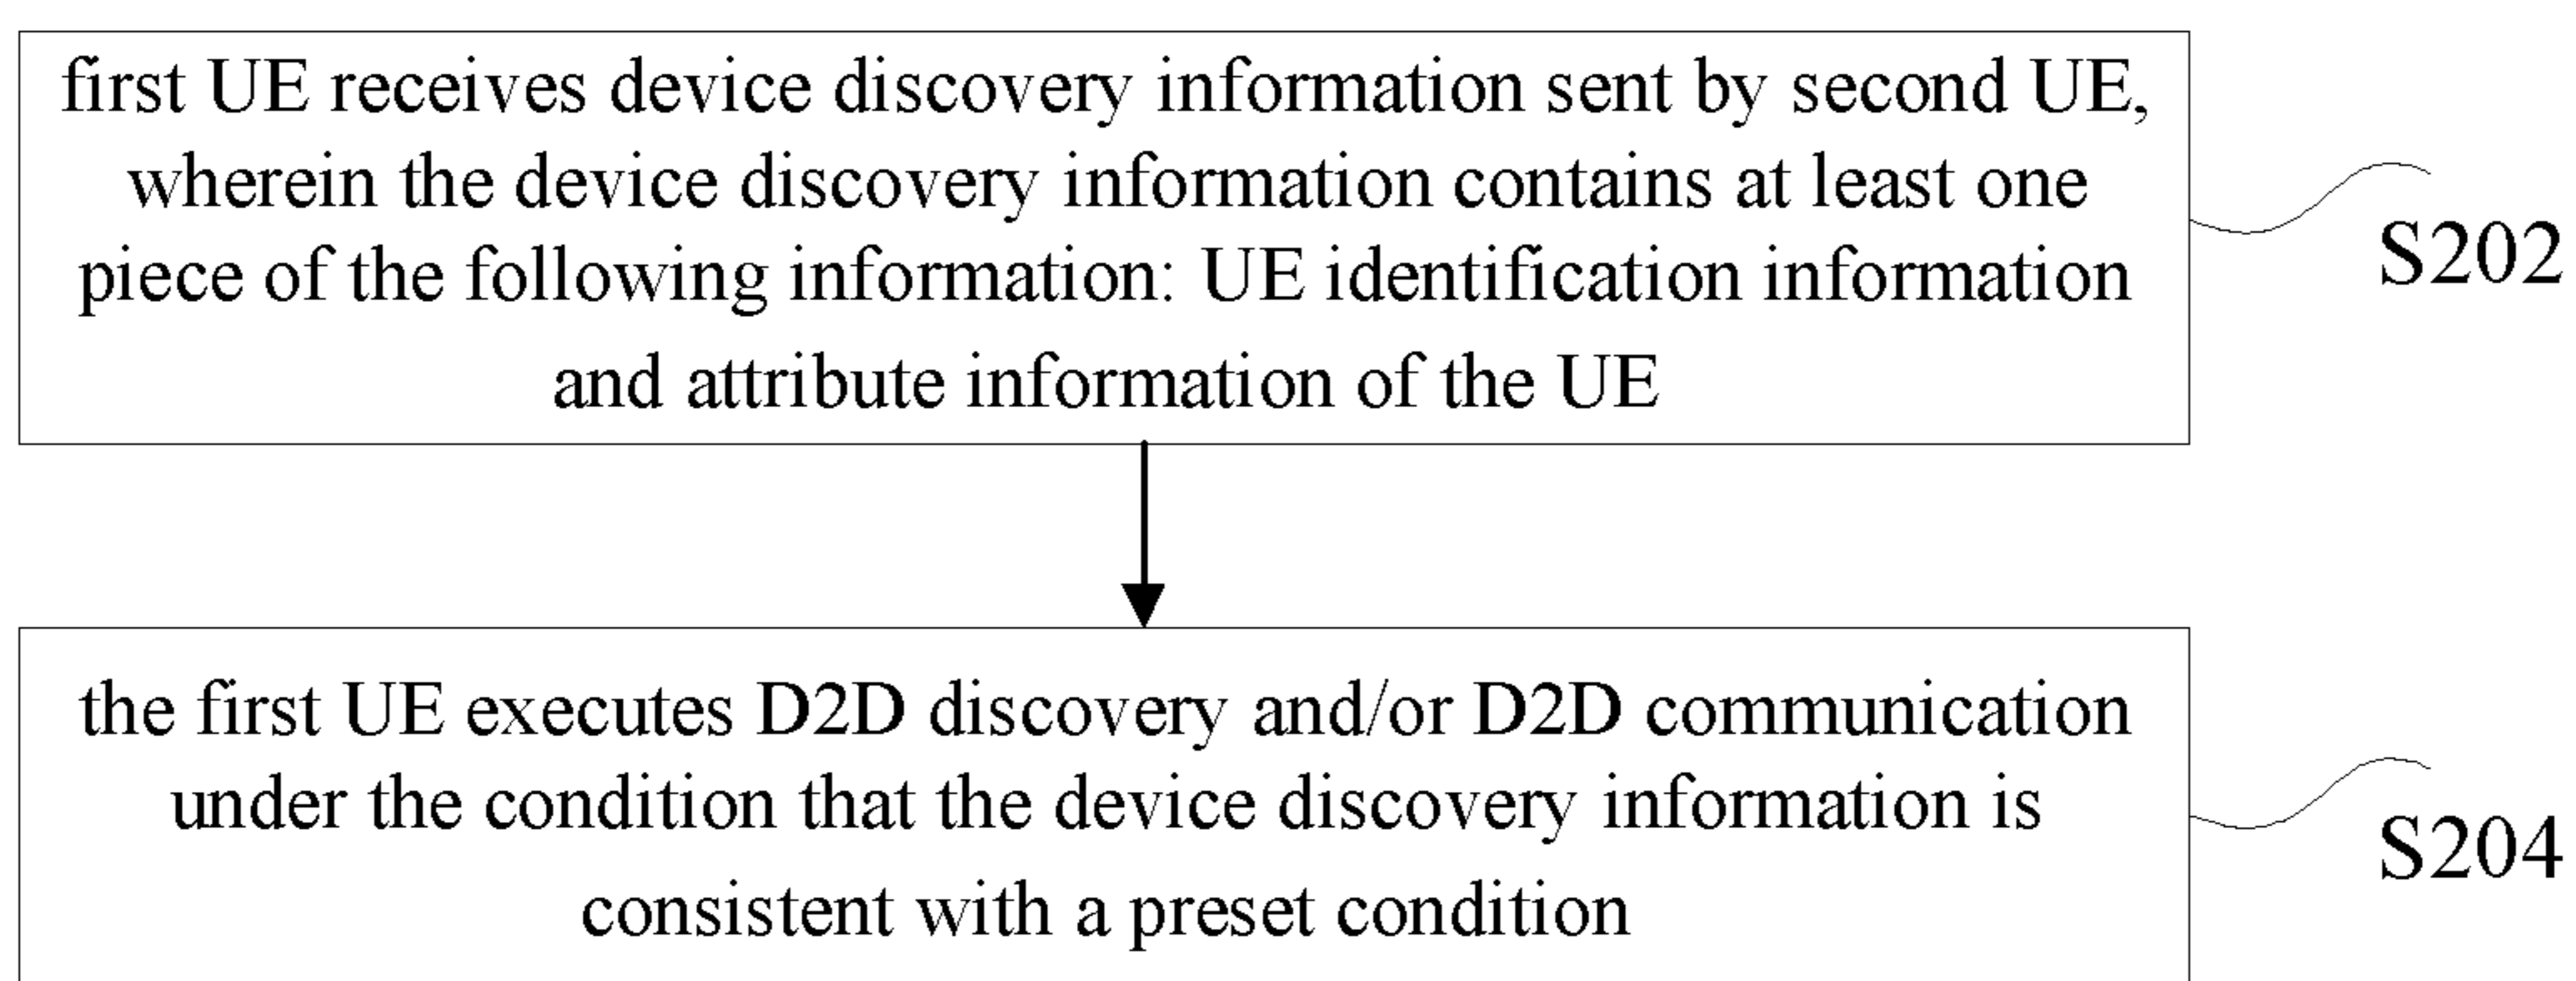 first UE receives device discovery information sent by second UE,
wherein the device discovery information contains at least one
piece of the following information: UE identification information
and attribute information of the UE
S202
the first UE executes D2D discovery and/or D2D communication
under the condition that the device discovery information is
consistent with a preset condition
S204